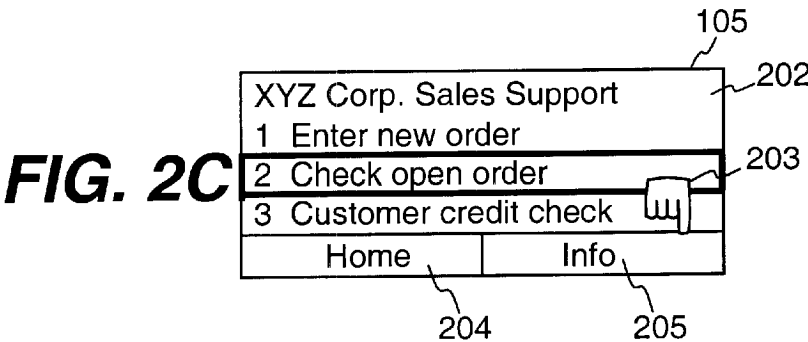 105
202
XYZ Corp. Sales Support
1 Enter new order
FIG. 2C
2 Check open order
203
3 Customer credit check
Home
Info
204
205